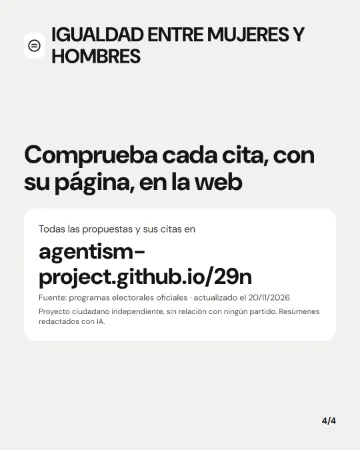 IGUALDAD ENTRE MUJERES Y
HOMBRES
Comprueba cada cita, con
su página, en la web
Todas las propuestas y sus citas en
agentism-
project.github.io/29n
Fuente: programas electorales oficiales · actualizado el 20/11/2026
Proyecto ciudadano independiente, sin relación con ningún partido. Resúmenes
redactados con IA.
4/4